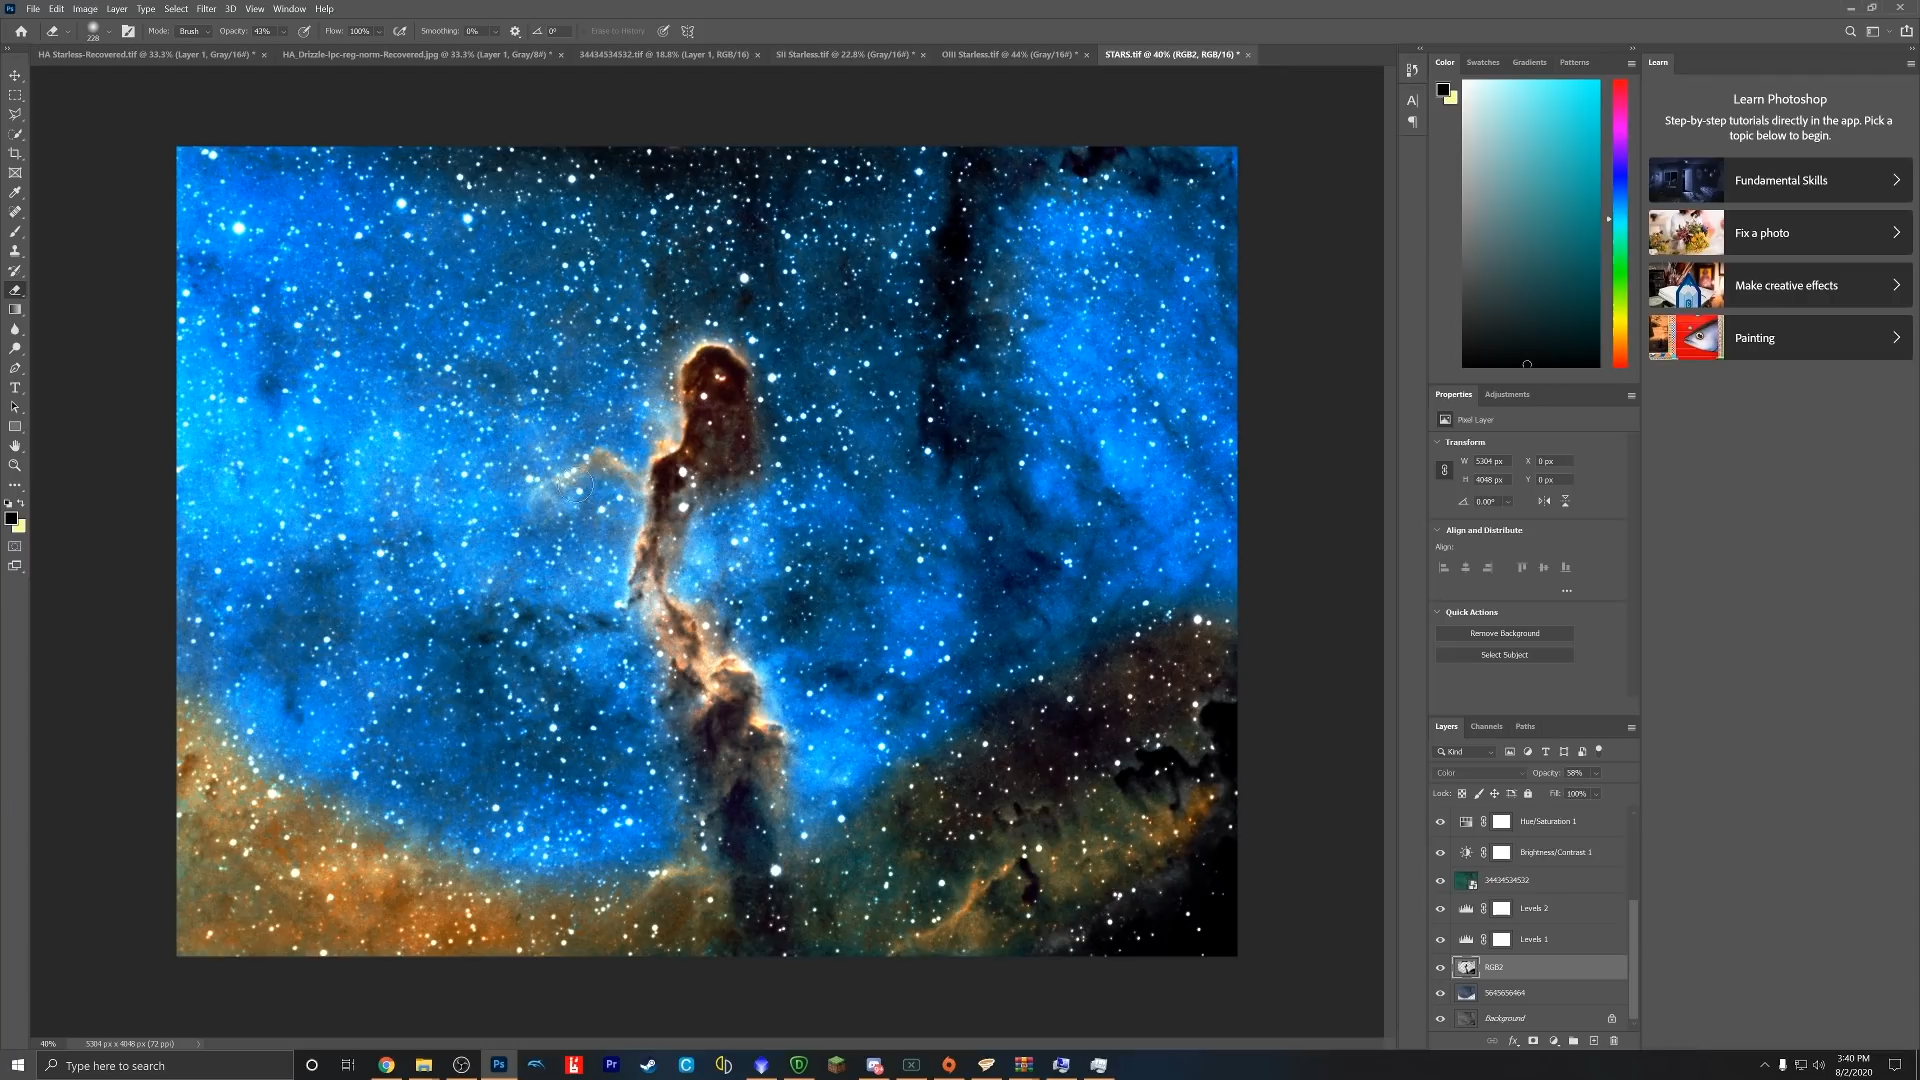 Ps File Edit Image Layer Type Select Filter 3D View Window Help
228 Mode: Brush Opacity: 43% Flow: 100% Smoothing: 0% 0° Erase to History
HA Starless-Recovered.tif @ 33.3% (Layer 1, Gray/16#) * × HA_Drizzle-lpc-reg-norm-Recovered.jpg @ 33.3% (Layer 1, Gray/8#) * × 34434534532.tif @ 18.8% (Layer 1, RGB/16) × SII Starless.tif @ 22.8% (Gray/16#) * × OIII Starless.tif @ 44% (Gray/16#) * × STARS.tif @ 40% (RGB2, RGB/16) * ×
Color Swatches Gradients Patterns
Learn
Learn Photoshop
Step-by-step tutorials directly in the app. Pick a
topic below to begin.
Fundamental Skills
Fix a photo
Make creative effects
Painting
Properties Adjustments
Pixel Layer
Transform
W 5304 px X 0 px
H 4048 px Y 0 px
0.00°
Align and Distribute
Align:
Quick Actions
Remove Background
Select Subject
Layers Channels Paths
Kind
Color Opacity: 58%
Lock: Fill: 100%
Hue/Saturation 1
Brightness/Contrast 1
34434534532
Levels 2
Levels 1
RGB2
5645656464
Background
40% 5304 px x 4048 px (72 ppi)
Type here to search
3:40 PM
8/2/2020